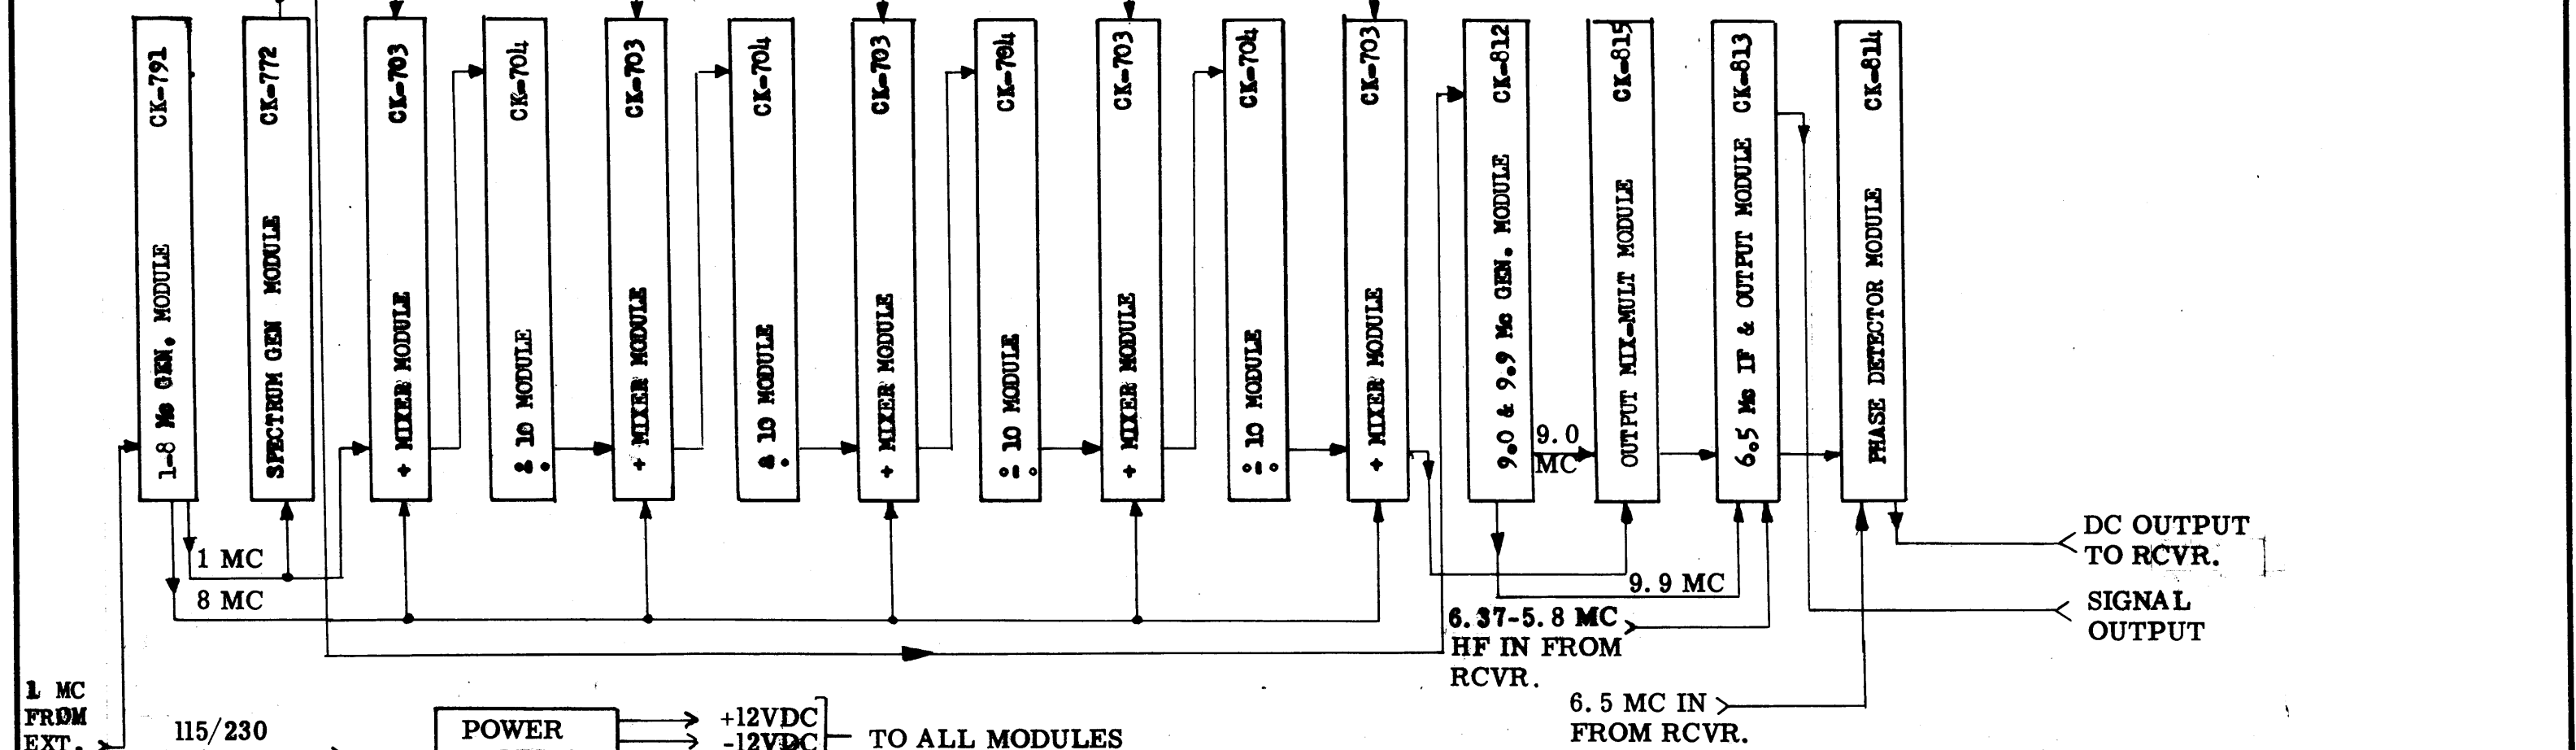 1-8 Mc GEN. MODULE CK-791
SPECTRUM GEN MODULE CK-772
+ MIXER MODULE CK-703
÷ 10 MODULE CK-704
+ MIXER MODULE CK-703
÷ 10 MODULE CK-704
+ MIXER MODULE CK-703
÷ 10 MODULE CK-704
+ MIXER MODULE CK-703
÷ 10 MODULE CK-704
+ MIXER MODULE CK-703
9.0 & 9.9 Mc GEN. MODULE CK-812
OUTPUT MIX-MULT MODULE CK-815
6.5 Mc IF & OUTPUT MODULE CK-813
PHASE DETECTOR MODULE CK-814
9.0
MC
1 MC
8 MC
9.9 MC
DC OUTPUT
TO RCVR.
SIGNAL
OUTPUT
6.37-5.8 MC
HF IN FROM
RCVR.
6.5 MC IN
FROM RCVR.
1 MC
FROM
EXT.
115/230
POWER
+12VDC
-12VDC
TO ALL MODULES